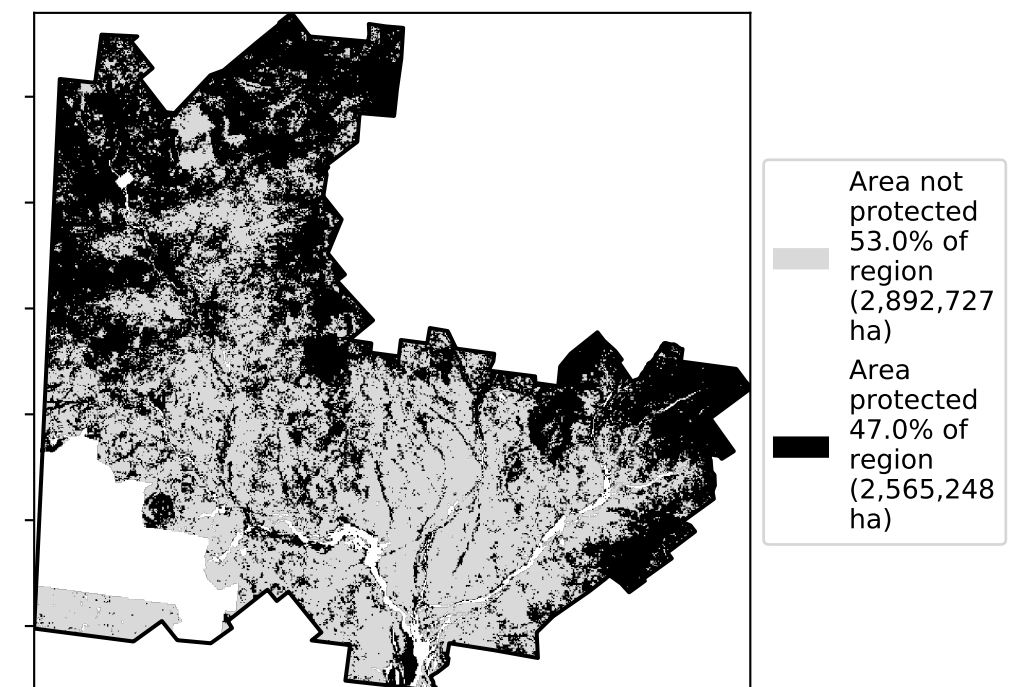 Area not
protected
53.0% of
region
(2,892,727
ha)
Area
protected
47.0% of
region
(2,565,248
ha)